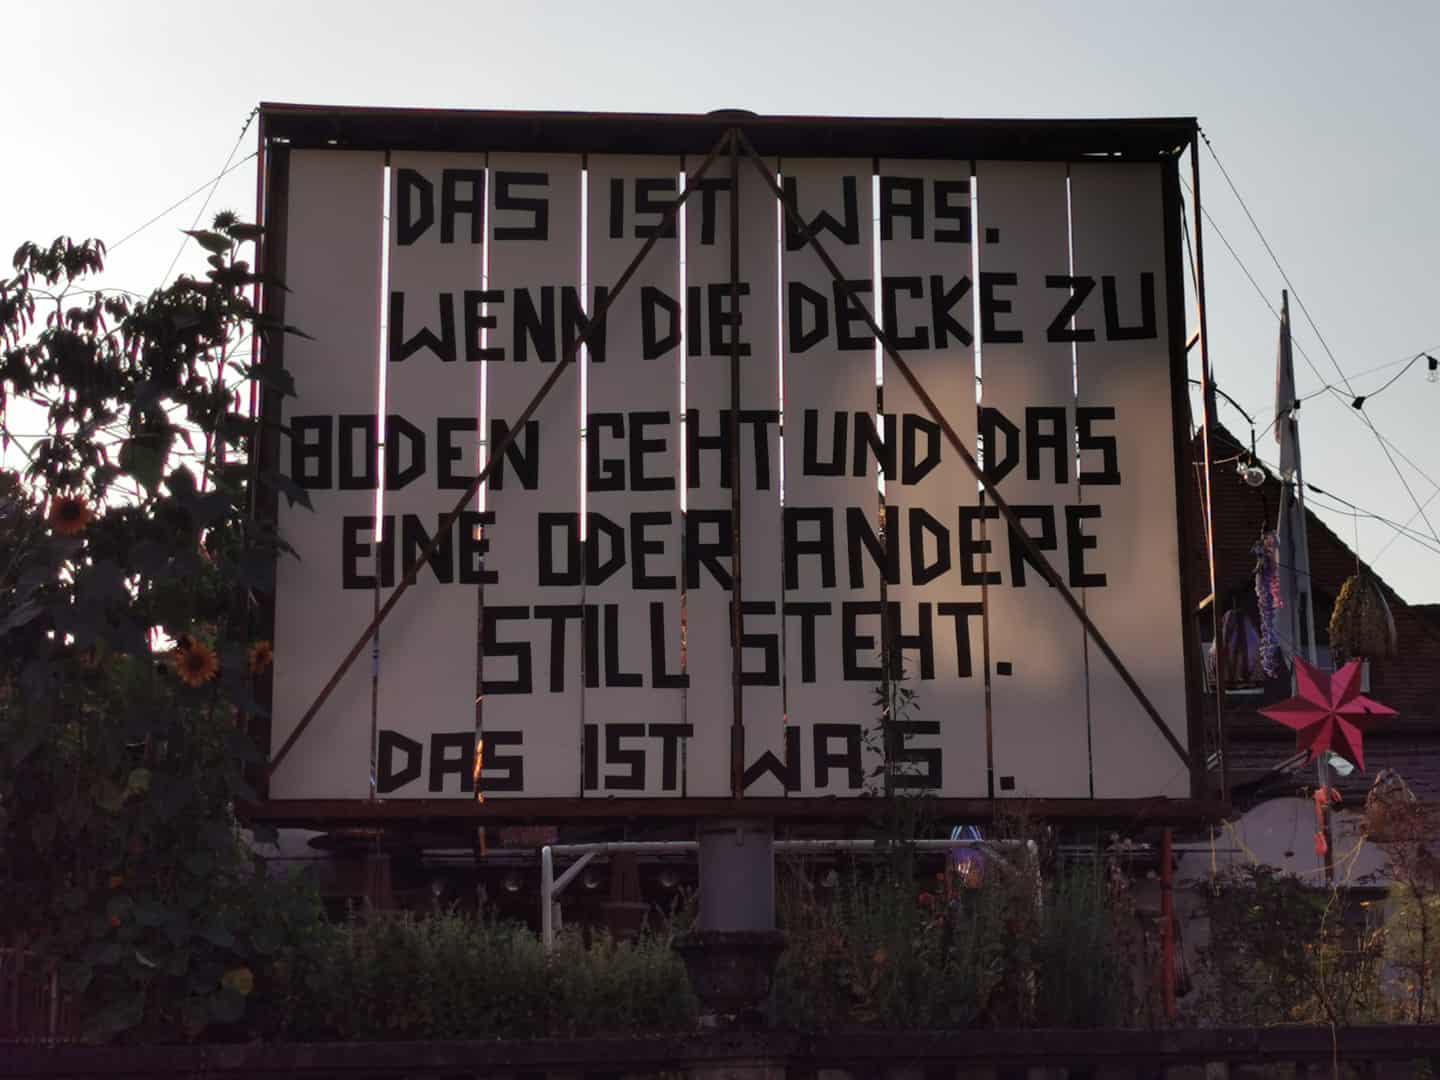 DAS IST WAS.
WENN DIE DECKE ZU
BODEN GEHT UND DAS
EINE ODER ANDERE
STILL STEHT.
DAS IST WAS.